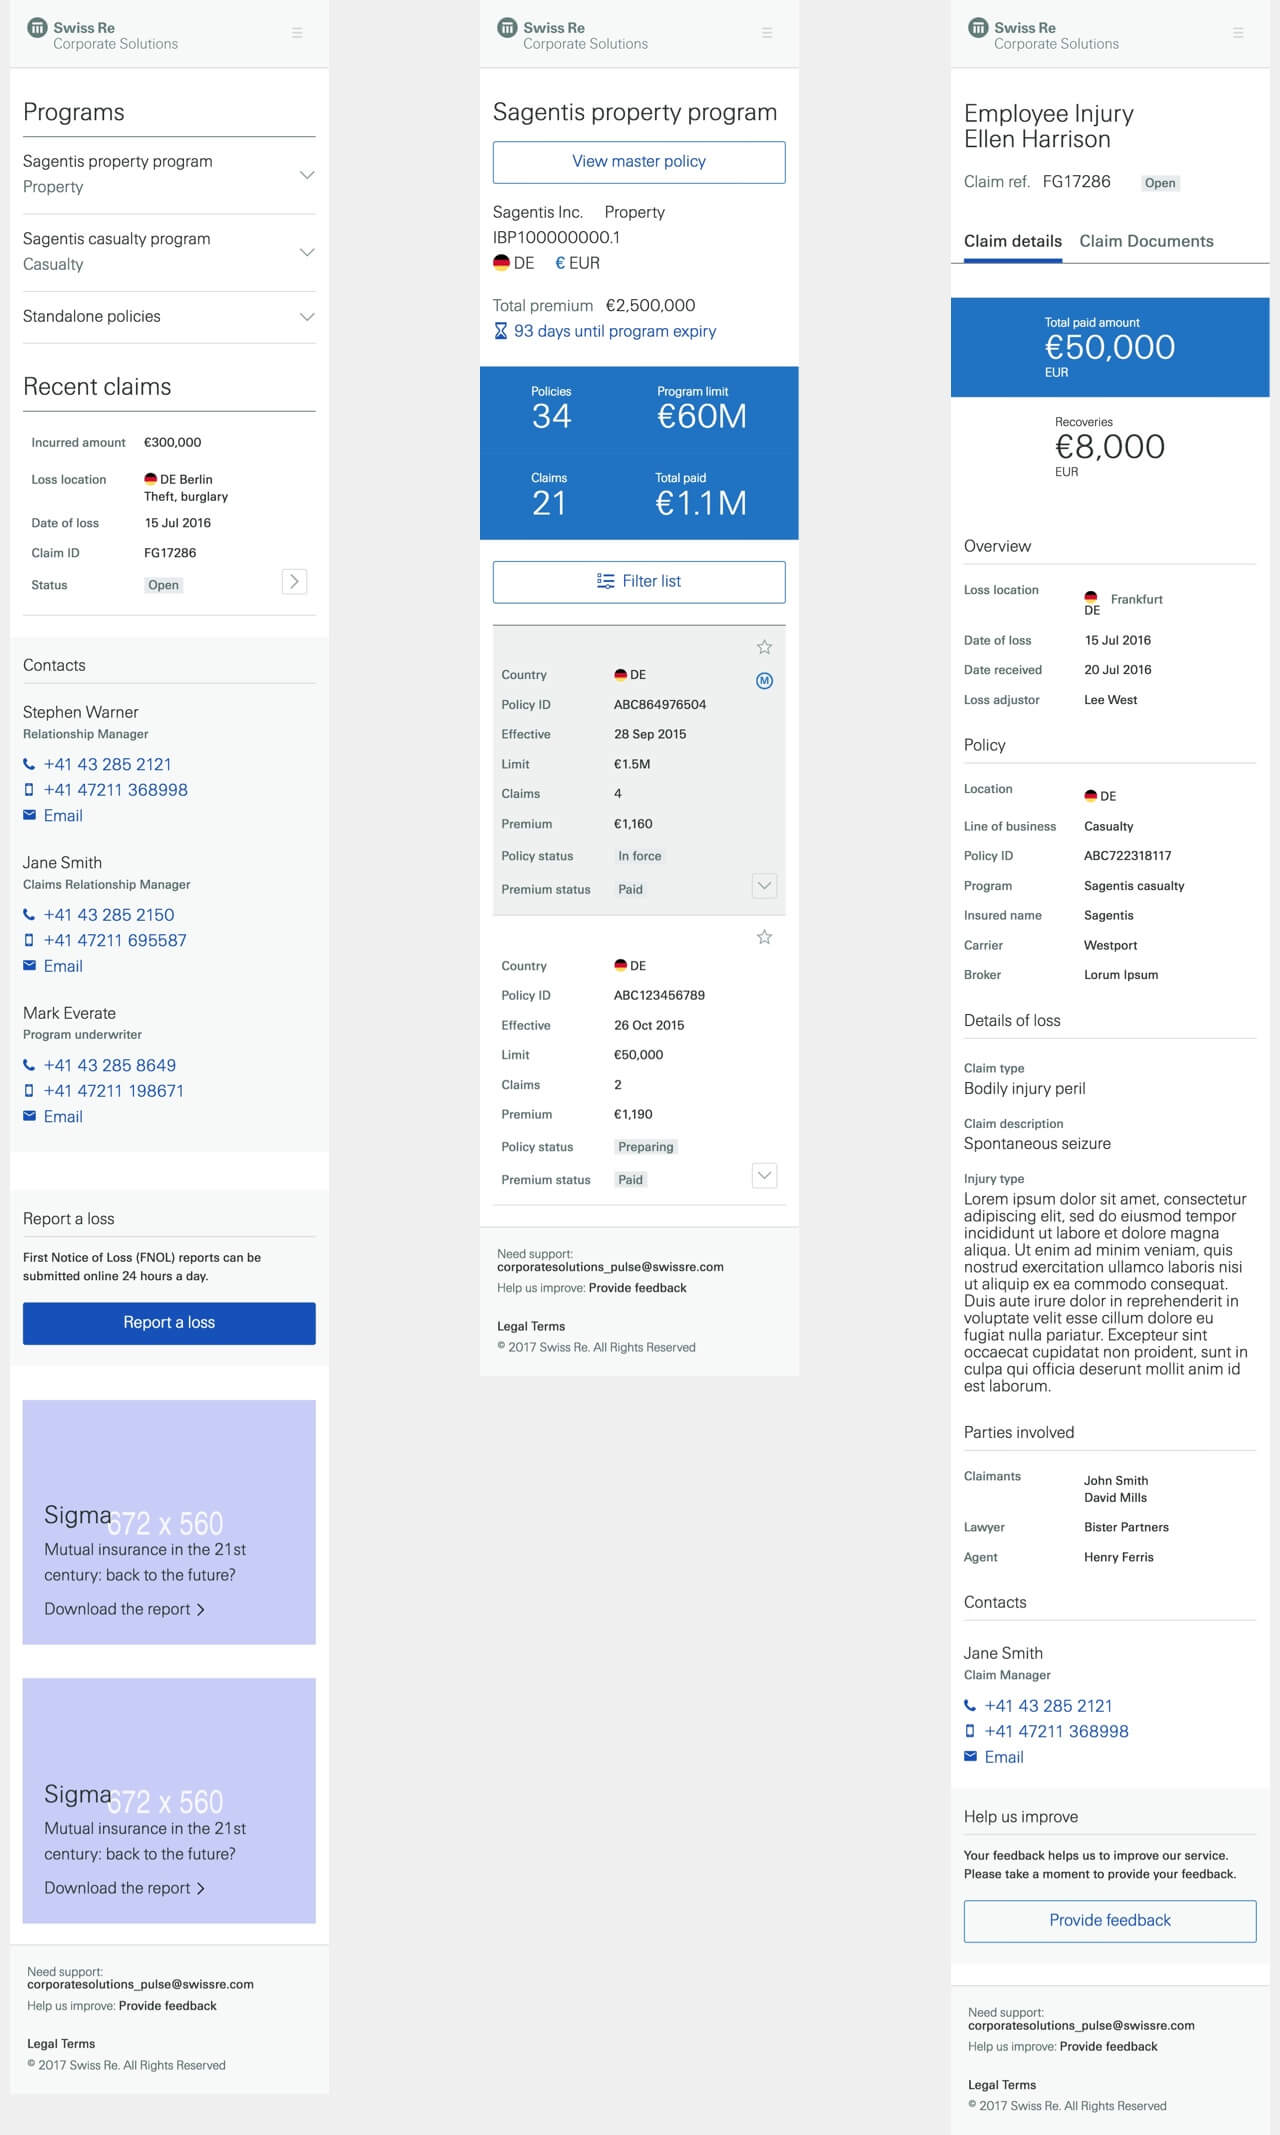 Swiss Re
Corporate Solutions
Programs
Sagentis property program
Property
Sagentis casualty program
Casualty
Standalone policies
Recent claims
Incurred amount €300,000
Loss location DE Berlin
Theft, burglary
Date of loss 15 Jul 2016
Claim ID FG17286
Status Open
Contacts
Stephen Warner
Relationship Manager
+41 43 285 2121
+41 47211 368998
Email
Jane Smith
Claims Relationship Manager
+41 43 285 2150
+41 47211 695587
Email
Mark Everate
Program underwriter
+41 43 285 8649
+41 47211 198671
Email
Report a loss
First Notice of Loss (FNOL) reports can be
submitted online 24 hours a day.
Report a loss
Sigma
672 x 560
Mutual insurance in the 21st
century: back to the future?
Download the report
Sigma
672 x 560
Mutual insurance in the 21st
century: back to the future?
Download the report
Need support:
corporatesolutions_pulse@swissre.com
Help us improve: Provide feedback
Legal Terms
© 2017 Swiss Re. All Rights Reserved
Swiss Re
Corporate Solutions
Sagentis property program
View master policy
Sagentis Inc. Property
IBP100000000.1
DE € EUR
Total premium €2,500,000
93 days until program expiry
Policies Program limit
34 €60M
Claims Total paid
21 €1.1M
Filter list
Country DE
M
Policy ID ABC864976504
Effective 28 Sep 2015
Limit €1.5M
Claims 4
Premium €1,160
Policy status In force
Premium status Paid
Country DE
Policy ID ABC123456789
Effective 26 Oct 2015
Limit €50,000
Claims 2
Premium €1,190
Policy status Preparing
Premium status Paid
Need support:
corporatesolutions_pulse@swissre.com
Help us improve: Provide feedback
Legal Terms
© 2017 Swiss Re. All Rights Reserved
Swiss Re
Corporate Solutions
Employee Injury
Ellen Harrison
Claim ref. FG17286 Open
Claim details Claim Documents
Total paid amount
€50,000
EUR
Recoveries
€8,000
EUR
Overview
Loss location DE Frankfurt
Date of loss 15 Jul 2016
Date received 20 Jul 2016
Loss adjustor Lee West
Policy
Location DE
Line of business Casualty
Policy ID ABC722318117
Program Sagentis casualty
Insured name Sagentis
Carrier Westport
Broker Lorum Ipsum
Details of loss
Claim type
Bodily injury peril
Claim description
Spontaneous seizure
Injury type
Lorem ipsum dolor sit amet, consectetur
adipiscing elit, sed do eiusmod tempor
incididunt ut labore et dolore magna
aliqua. Ut enim ad minim veniam, quis
nostrud exercitation ullamco laboris nisi
ut aliquip ex ea commodo consequat.
Duis aute irure dolor in reprehenderit in
voluptate velit esse cillum dolore eu
fugiat nulla pariatur. Excepteur sint
occaecat cupidatat non proident, sunt in
culpa qui officia deserunt mollit anim id
est laborum.
Parties involved
Claimants John Smith
David Mills
Lawyer Bister Partners
Agent Henry Ferris
Contacts
Jane Smith
Claim Manager
+41 43 285 2121
+41 47211 368998
Email
Help us improve
Your feedback helps us to improve our service.
Please take a moment to provide your feedback.
Provide feedback
Need support:
corporatesolutions_pulse@swissre.com
Help us improve: Provide feedback
Legal Terms
© 2017 Swiss Re. All Rights Reserved